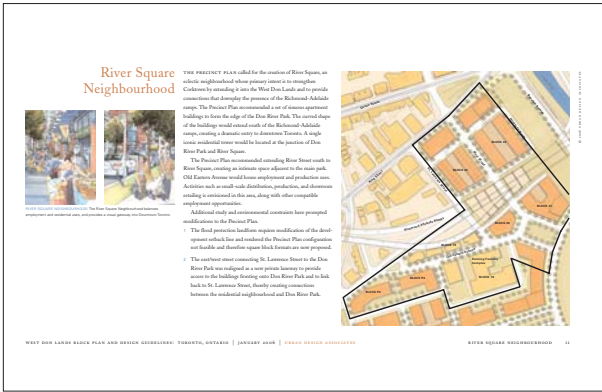 River Square
Neighbourhood
THE PRECINCT PLAN called for the creation of River Square, an
eclectic neighbourhood whose primary intent is to strengthen
Corktown by extending it into the West Don Lands and to provide
connections that downplay the presence of the Richmond-Adelaide
ramps. The Precinct Plan recommended a set of sinuous apartment
buildings to form the edge of the Don River Park. The curved shape
of the buildings would extend south of the Richmond-Adelaide
ramps, creating a dramatic entry to downtown Toronto. A single
iconic residential tower would be located at the junction of Don
River Park and River Square.
The Precinct Plan recommended extending River Street south to
River Square, creating an intimate space adjacent to the main park.
Old Eastern Avenue would house employment and production uses.
Activities such as small-scale distribution, production, and showroom
retailing is envisioned in this area, along with other compatible
employment opportunities.
Additional study and environmental constraints have prompted
modifications to the Precinct Plan.
1 The flood protection landform requires modification of the devel-
opment setback line and rendered the Precinct Plan configuration
not feasible and therefore square block formats are now proposed.
2 The east/west street connecting St. Lawrence Street to the Don
River Park was realigned as a new private laneway to provide
access to the buildings fronting onto Don River Park and to link
back to St. Lawrence Street, thereby creating connections
between the residential neighbourhood and Don River Park.
RIVER SQUARE NEIGHBOURHOOD The River Square Neighbourhood balances
employment and residential uses, and provides a visual gateway into Downtown Toronto
King Street
WEST DON LANDS BLOCK PLAN AND DESIGN GUIDELINES: TORONTO, ONTARIO | JANUARY 2006 | URBAN DESIGN ASSOCIATES
RIVER SQUARE NEIGHBOURHOOD